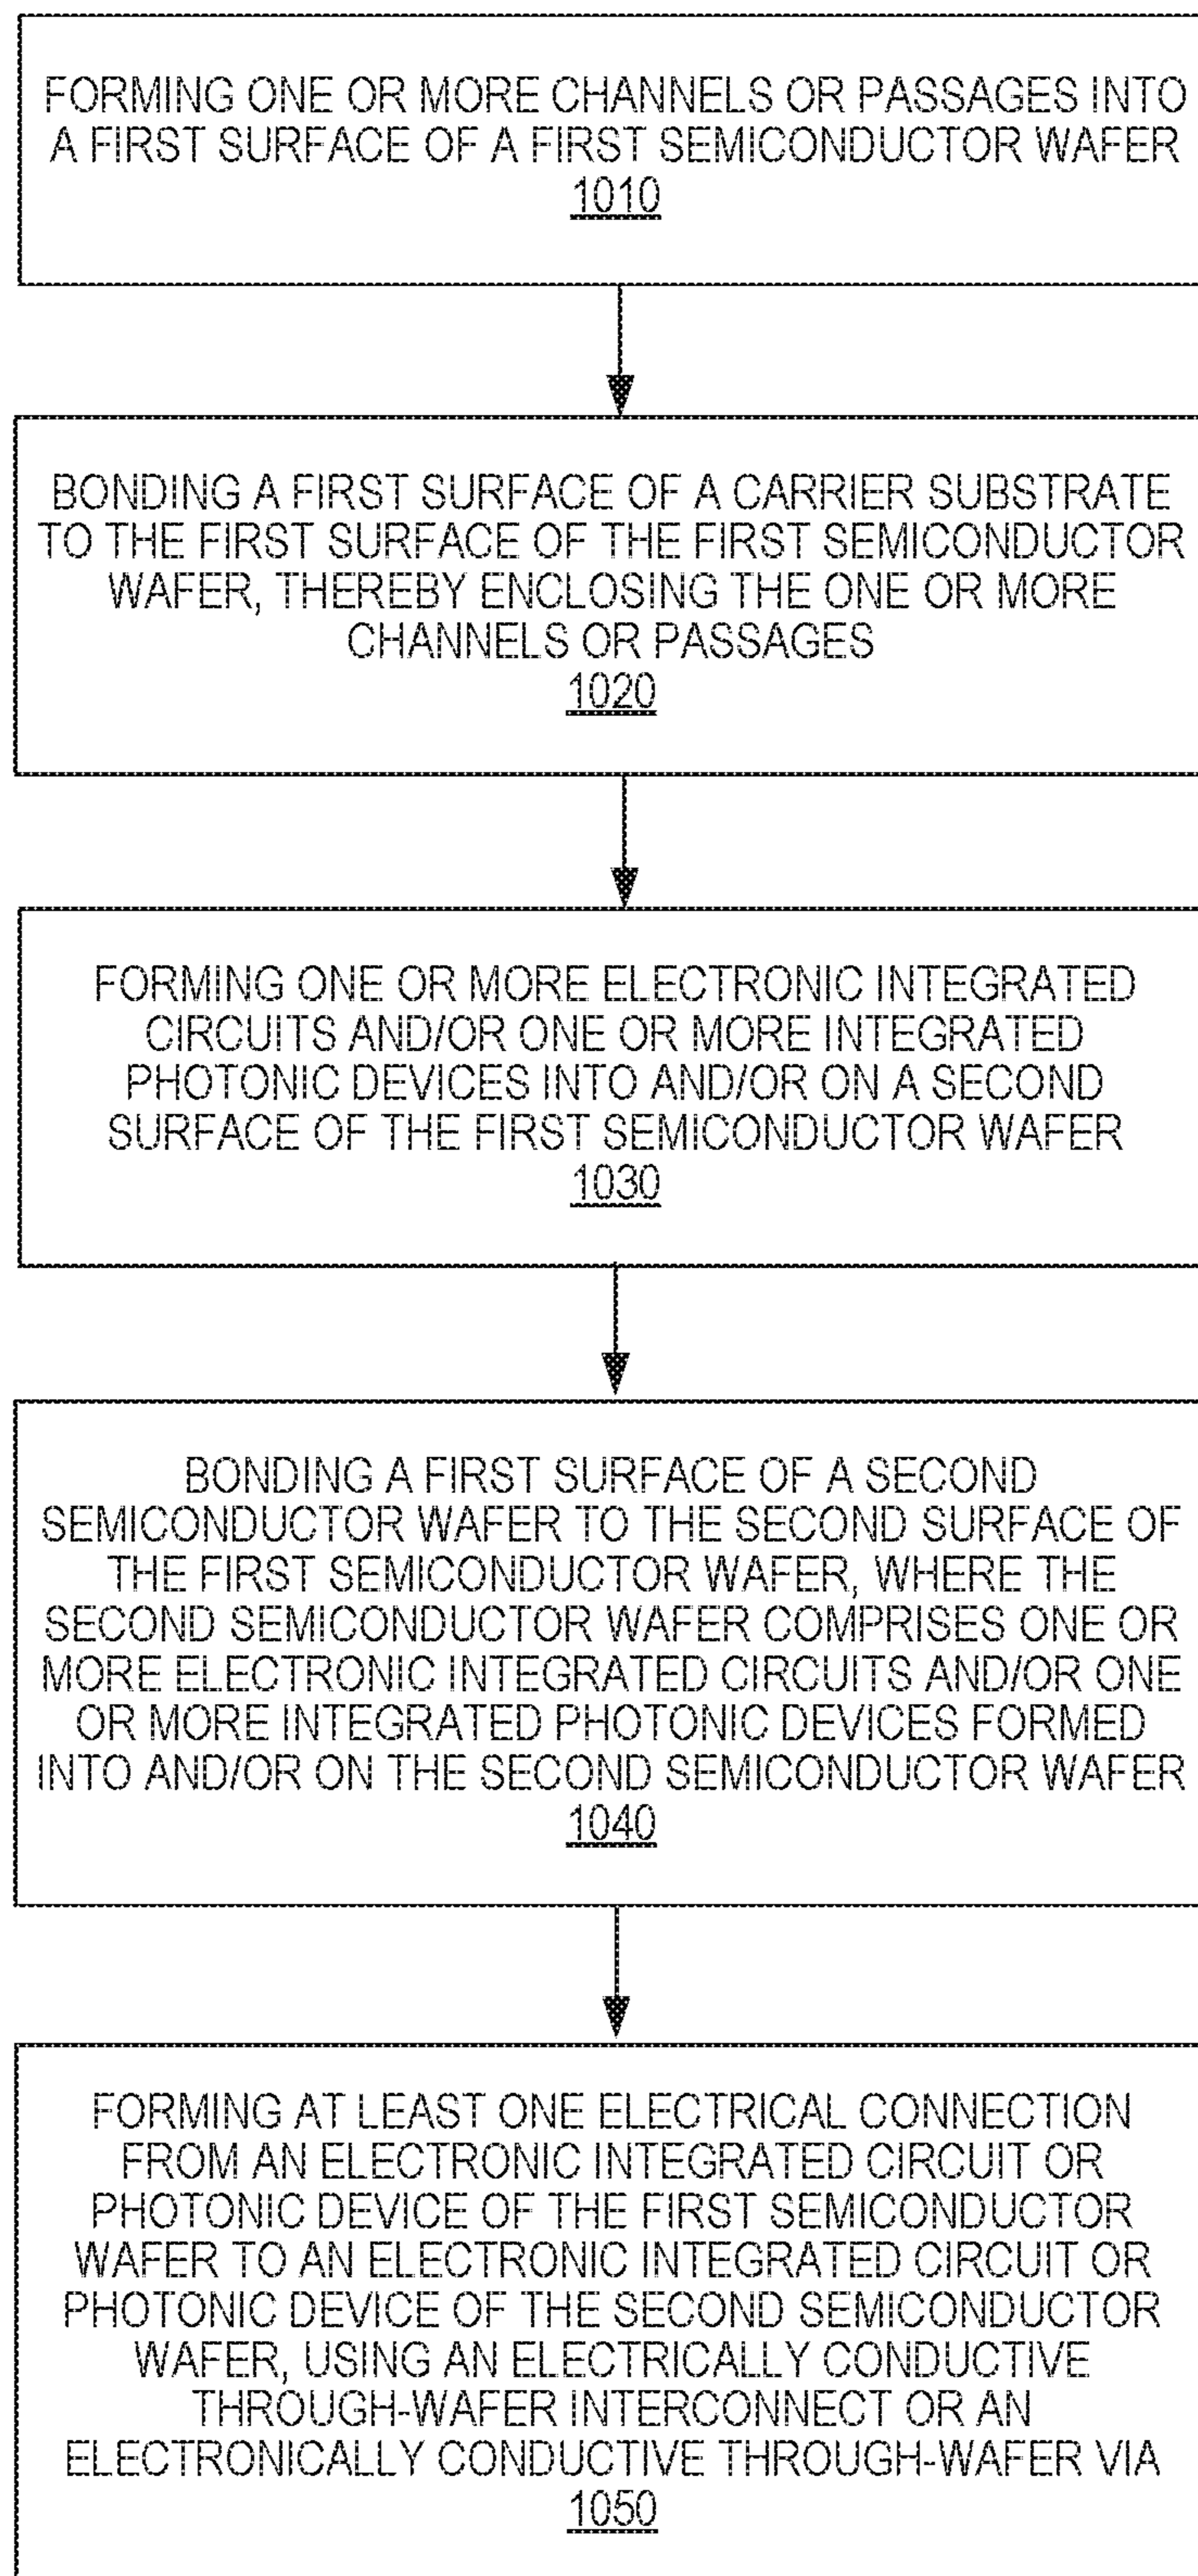 FORMING ONE OR MORE CHANNELS OR PASSAGES INTO
A FIRST SURFACE OF A FIRST SEMICONDUCTOR WAFER
1010
BONDING A FIRST SURFACE OF A CARRIER SUBSTRATE
TO THE FIRST SURFACE OF THE FIRST SEMICONDUCTOR
WAFER, THEREBY ENCLOSING THE ONE OR MORE
CHANNELS OR PASSAGES
1020
FORMING ONE OR MORE ELECTRONIC INTEGRATED
CIRCUITS AND/OR ONE OR MORE INTEGRATED
PHOTONIC DEVICES INTO AND/OR ON A SECOND
SURFACE OF THE FIRST SEMICONDUCTOR WAFER
1030
BONDING A FIRST SURFACE OF A SECOND
SEMICONDUCTOR WAFER TO THE SECOND SURFACE OF
THE FIRST SEMICONDUCTOR WAFER, WHERE THE
SECOND SEMICONDUCTOR WAFER COMPRISES ONE OR
MORE ELECTRONIC INTEGRATED CIRCUITS AND/OR ONE
OR MORE INTEGRATED PHOTONIC DEVICES FORMED
INTO AND/OR ON THE SECOND SEMICONDUCTOR WAFER
1040
FORMING AT LEAST ONE ELECTRICAL CONNECTION
FROM AN ELECTRONIC INTEGRATED CIRCUIT OR
PHOTONIC DEVICE OF THE FIRST SEMICONDUCTOR
WAFER TO AN ELECTRONIC INTEGRATED CIRCUIT OR
PHOTONIC DEVICE OF THE SECOND SEMICONDUCTOR
WAFER, USING AN ELECTRICALLY CONDUCTIVE
THROUGH-WAFER INTERCONNECT OR AN
ELECTRONICALLY CONDUCTIVE THROUGH-WAFER VIA
1050